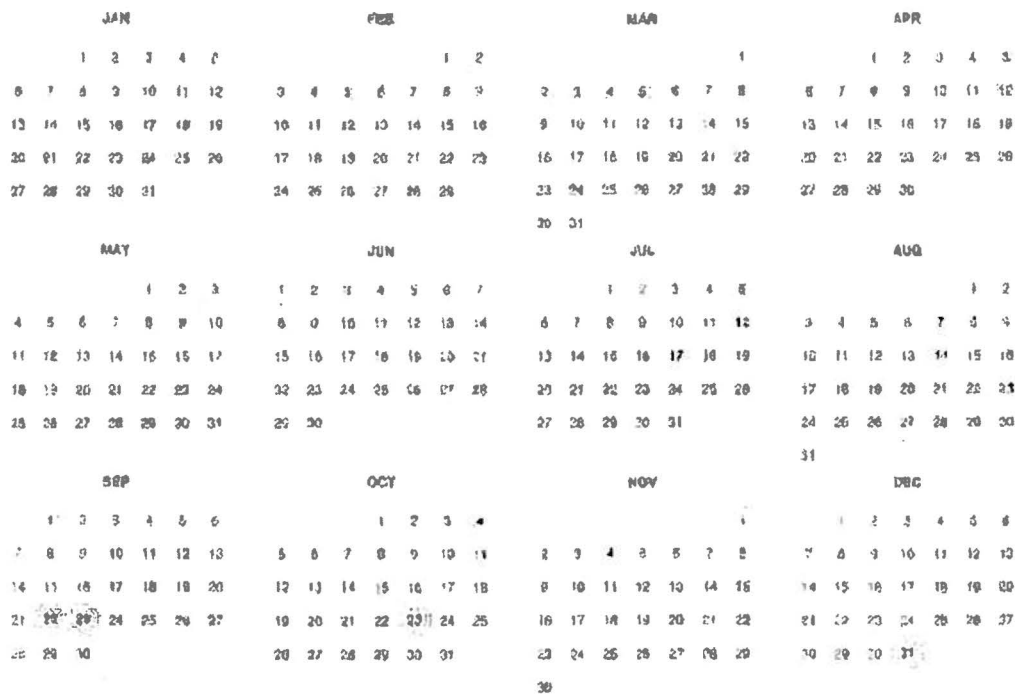 JAN
1 2 3 4 5
6 7 8 9 10 11 12
13 14 15 16 17 18 19
20 21 22 23 24 25 26
27 28 29 30 31
FEB
1 2
3 4 5 6 7 8 9
10 11 12 13 14 15 16
17 18 19 20 21 22 23
24 25 26 27 28 29
MAR
1
2 3 4 5 6 7 8
9 10 11 12 13 14 15
16 17 18 19 20 21 22
23 24 25 26 27 28 29
30 31
APR
1 2 3 4 5
6 7 8 9 10 11 12
13 14 15 16 17 18 19
20 21 22 23 24 25 26
27 28 29 30
MAY
1 2 3
4 5 6 7 8 9 10
11 12 13 14 15 16 17
18 19 20 21 22 23 24
25 26 27 28 29 30 31
JUN
1 2 3 4 5 6 7
8 9 10 11 12 13 14
15 16 17 18 19 20 21
22 23 24 25 26 27 28
29 30
JUL
1 2 3 4 5
6 7 8 9 10 11 12
13 14 15 16 17 18 19
20 21 22 23 24 25 26
27 28 29 30 31
AUG
1 2
3 4 5 6 7 8 9
10 11 12 13 14 15 16
17 18 19 20 21 22 23
24 25 26 27 28 29 30
31
SEP
1 2 3 4 5 6
7 8 9 10 11 12 13
14 15 16 17 18 19 20
21 22 23 24 25 26 27
28 29 30
OCT
1 2 3 4
5 6 7 8 9 10 11
12 13 14 15 16 17 18
19 20 21 22 23 24 25
26 27 28 29 30 31
NOV
1
2 3 4 5 6 7 8
9 10 11 12 13 14 15
16 17 18 19 20 21 22
23 24 25 26 27 28 29
30
DEC
1 2 3 4 5 6
7 8 9 10 11 12 13
14 15 16 17 18 19 20
21 22 23 24 25 26 27
28 29 30 31